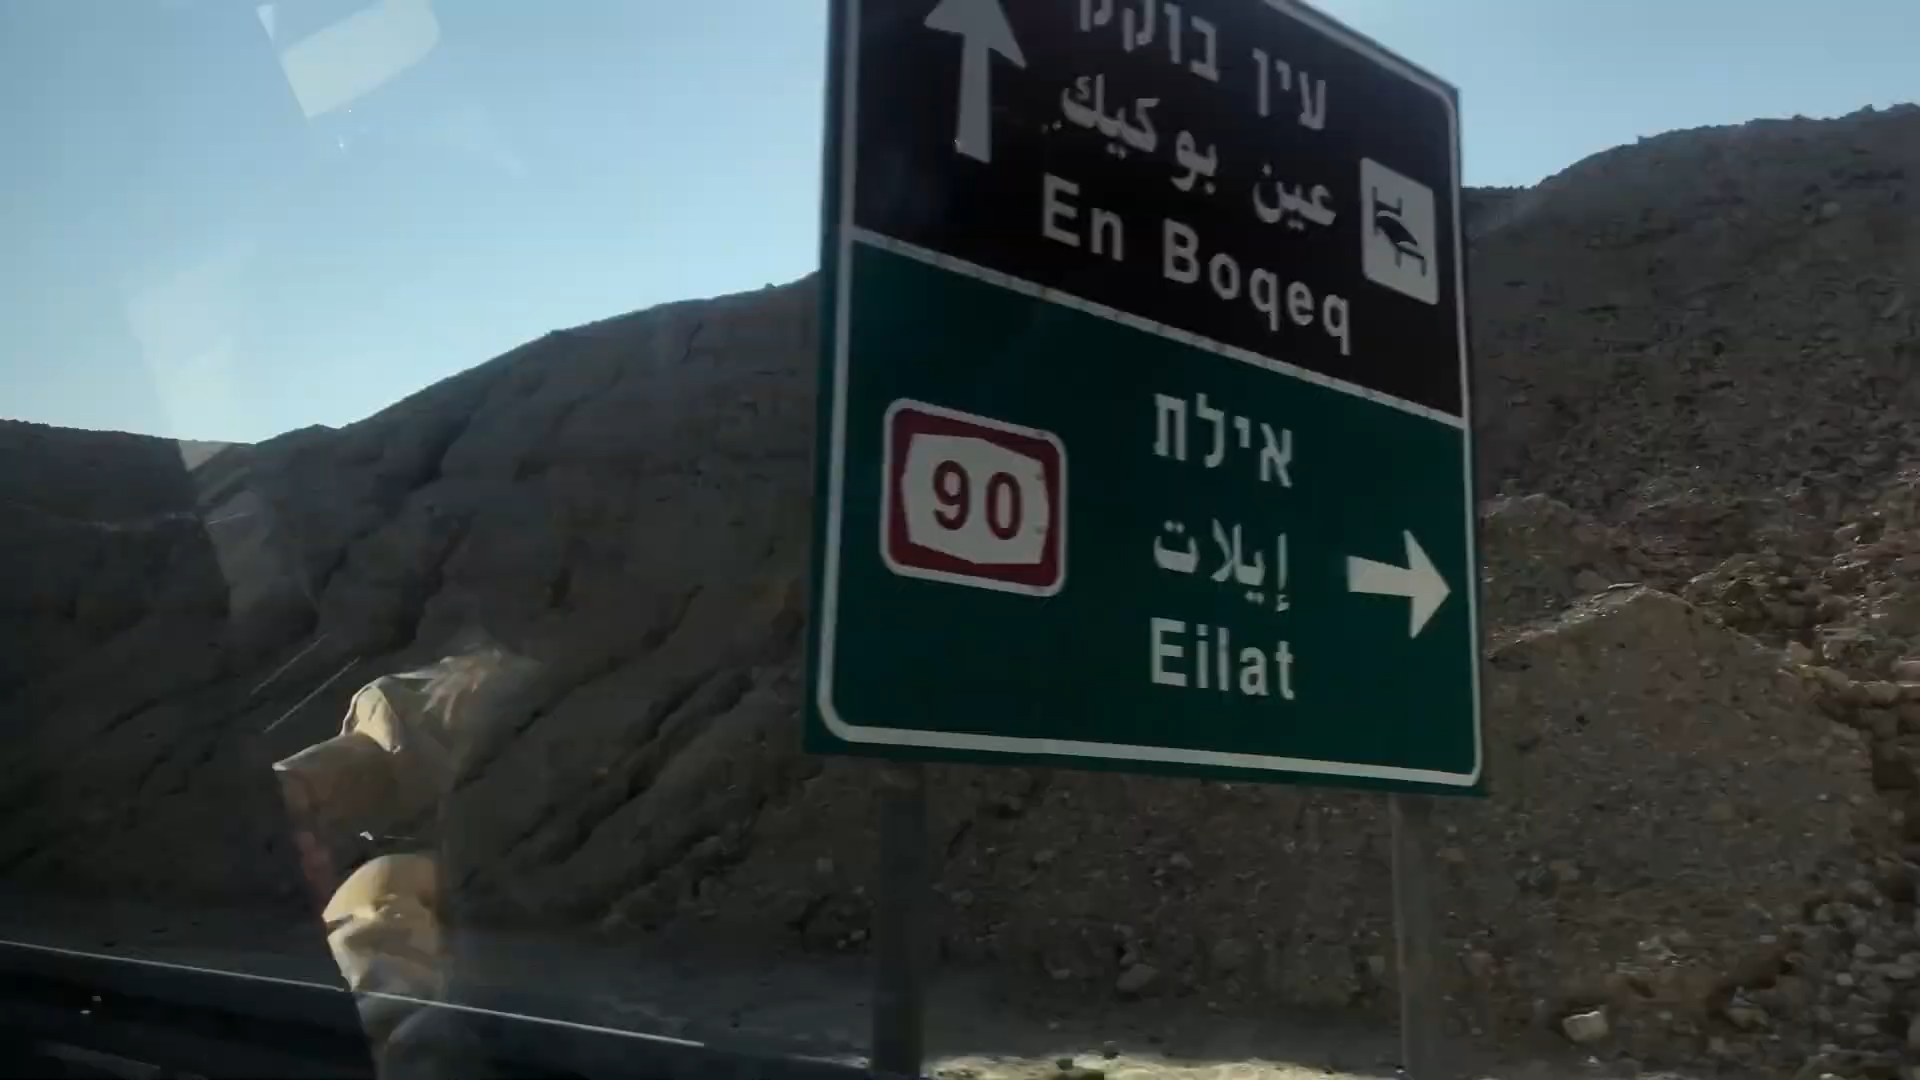 עין בוקק
عين بوكيك
En Boqeq
90
אילת
إيلات
Eilat